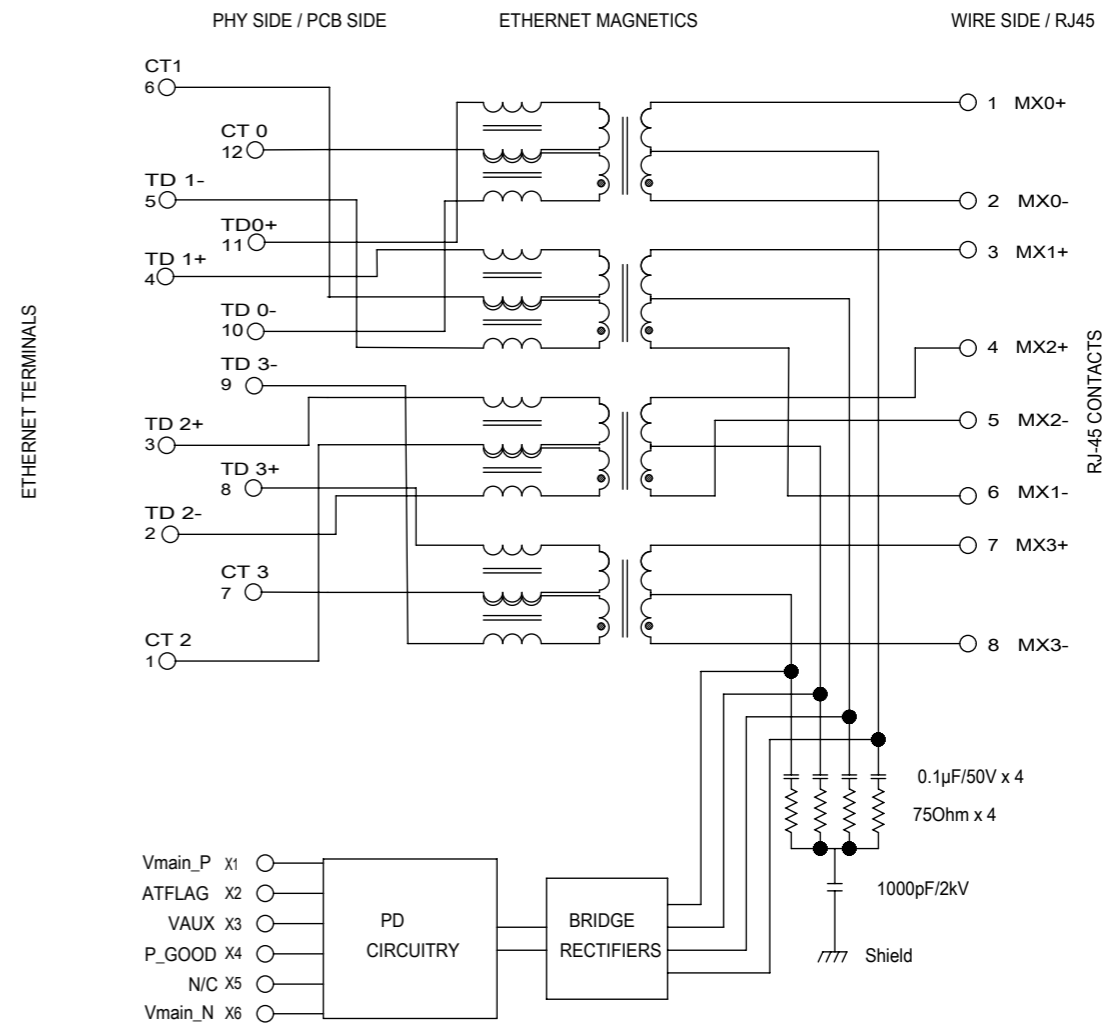 PHY SIDE / PCB SIDE
ETHERNET MAGNETICS
WIRE SIDE / RJ45
ETHERNET TERMINALS
CT1
6
CT 0
12
TD 1-
5
TD0+
11
TD 1+
4
TD 0-
10
TD 3-
9
TD 2+
3
TD 3+
8
TD 2-
2
CT 3
7
CT 2
1
1 MX0+
2 MX0-
3 MX1+
4 MX2+
5 MX2-
6 MX1-
7 MX3+
8 MX3-
RJ-45 CONTACTS
0.1µF/50V x 4
75Ohm x 4
1000pF/2kV
Shield
Vmain_P X1
ATFLAG X2
VAUX X3
P_GOOD X4
N/C X5
Vmain_N X6
PD
CIRCUITRY
BRIDGE
RECTIFIERS